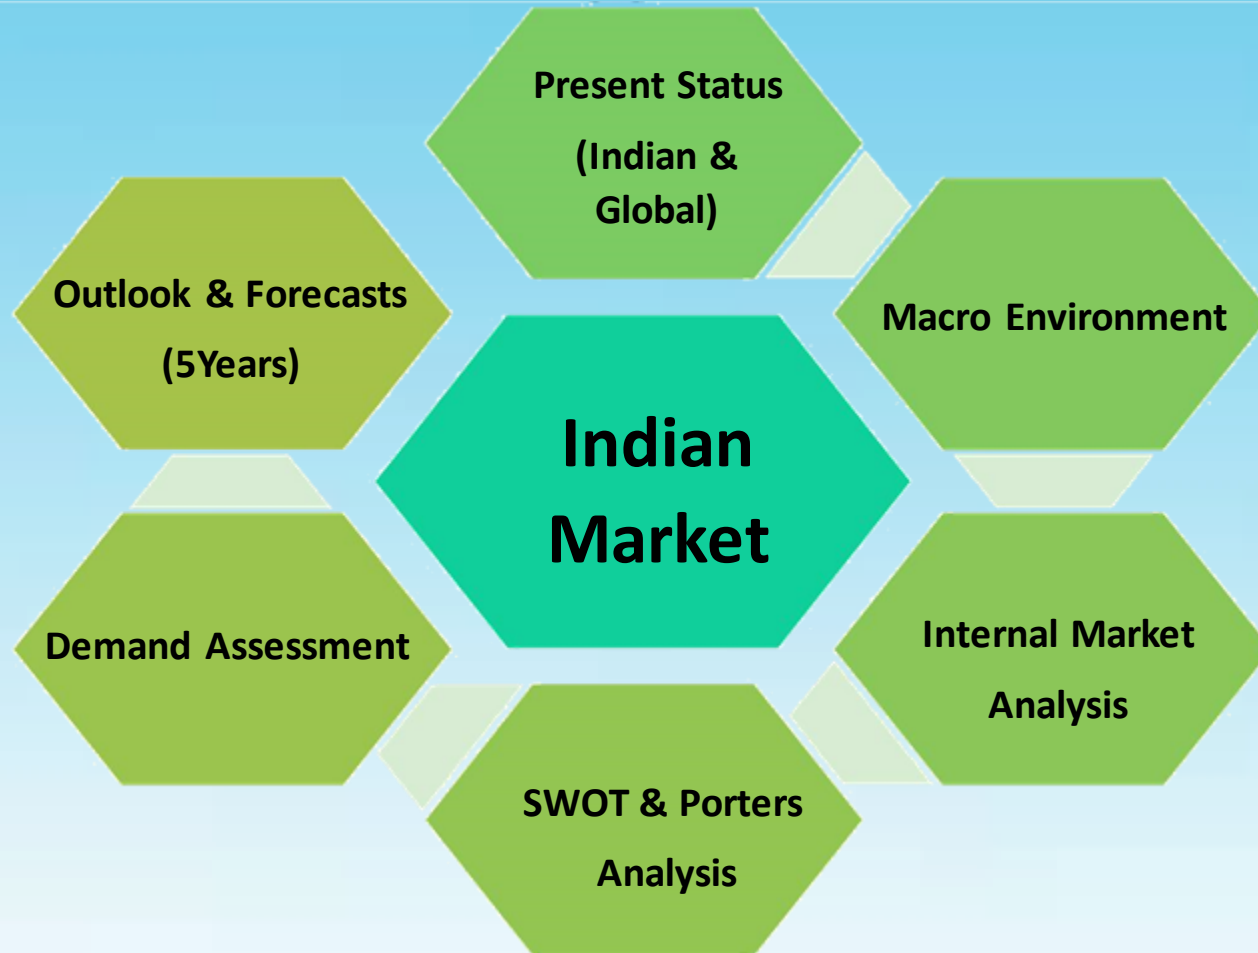 Present Status
(Indian &
Global)
Macro Environment
Internal Market
Analysis
SWOT & Porters
Analysis
Demand Assessment
Outlook & Forecasts
(5Years)
Indian
Market